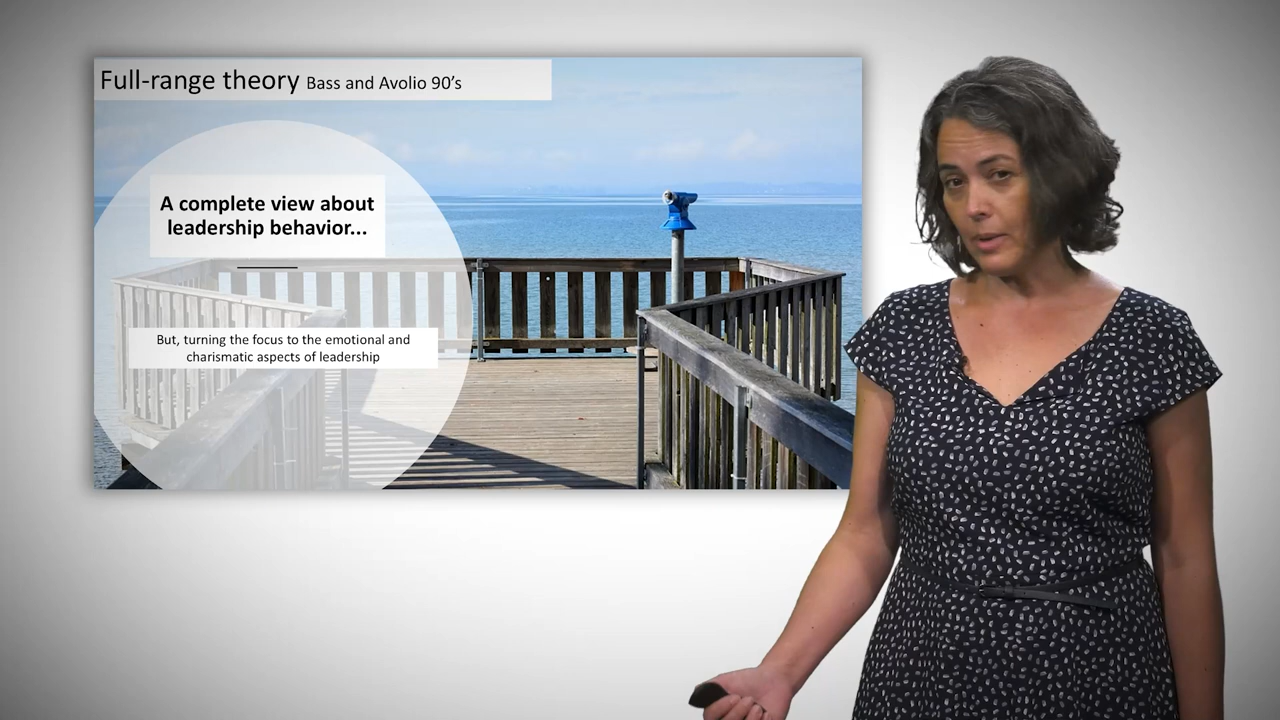 Full-range theory Bass and Avolio 90’s
A complete view about
leadership behavior...
But, turning the focus to the emotional and
charismatic aspects of leadership